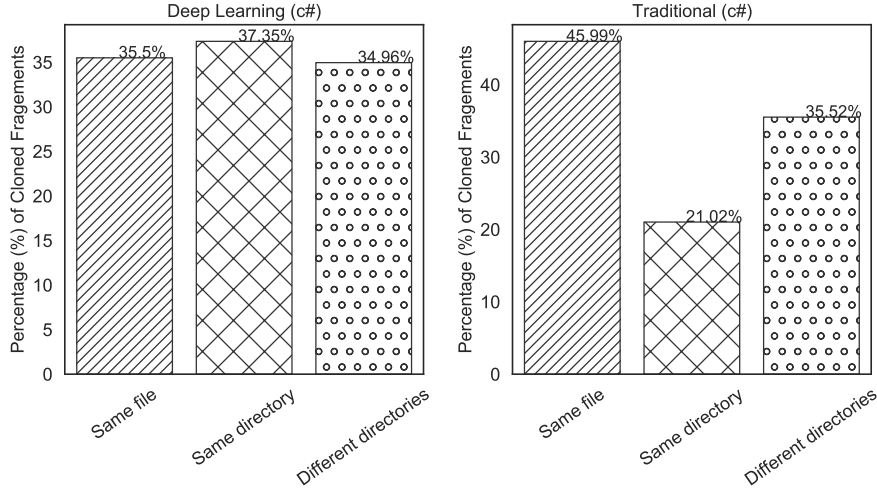 Deep Learning (c#)
Percentage (%) of Cloned Fragements
35
30
25
20
15
10
5
0
35.5%
37.35%
34.96%
Same file
Same directory
Different directories
Traditional (c#)
Percentage (%) of Cloned Fragements
40
30
20
10
0
45.99%
21.02%
35.52%
Same file
Same directory
Different directories